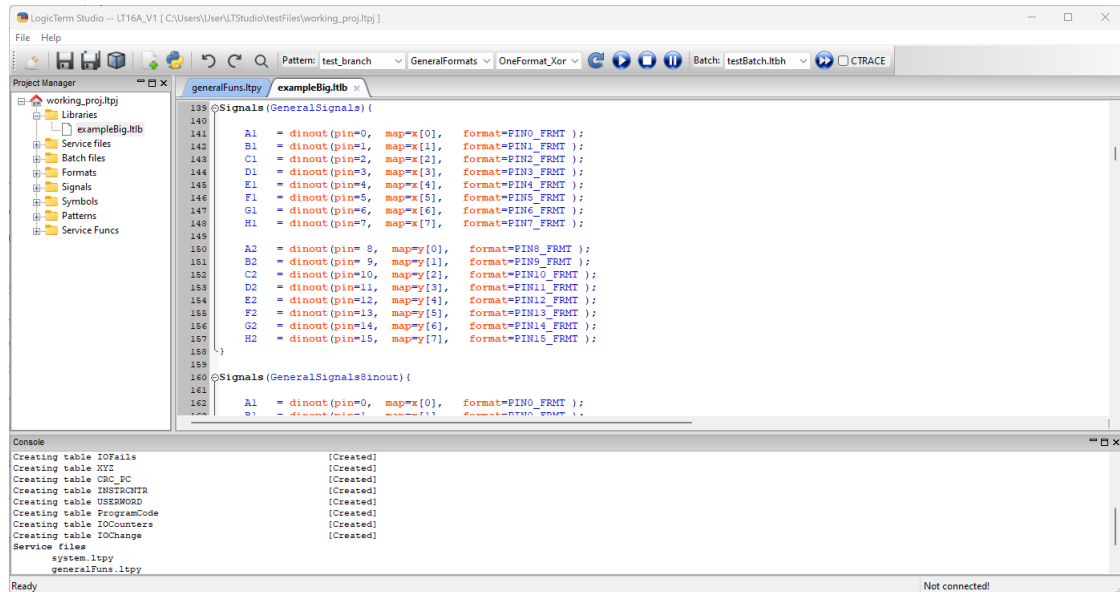 LogicTerm Studio -- LT16A_V1 [ C:\Users\User\LTStudio\testFiles\working_proj.ltpj ]
File Help
Pattern: test_branch GeneralFormats OneFormat_Xor Batch: testBatch.ltbh CTRACE
Project Manager
working_proj.ltpj
Libraries
exampleBig.ltlb
Service files
Batch files
Formats
Signals
Symbols
Patterns
Service Funcs
generalFuns.ltpy exampleBig.ltlb
139 Signals(GeneralSignals){
140
141 A1 = dinout(pin=0, map=x[0], format=PIN0_FRMT );
142 B1 = dinout(pin=1, map=x[1], format=PIN1_FRMT );
143 C1 = dinout(pin=2, map=x[2], format=PIN2_FRMT );
144 D1 = dinout(pin=3, map=x[3], format=PIN3_FRMT );
145 E1 = dinout(pin=4, map=x[4], format=PIN4_FRMT );
146 F1 = dinout(pin=5, map=x[5], format=PIN5_FRMT );
147 G1 = dinout(pin=6, map=x[6], format=PIN6_FRMT );
148 H1 = dinout(pin=7, map=x[7], format=PIN7_FRMT );
149
150 A2 = dinout(pin= 8, map=y[0], format=PIN8_FRMT );
151 B2 = dinout(pin= 9, map=y[1], format=PIN9_FRMT );
152 C2 = dinout(pin=10, map=y[2], format=PIN10_FRMT );
153 D2 = dinout(pin=11, map=y[3], format=PIN11_FRMT );
154 E2 = dinout(pin=12, map=y[4], format=PIN12_FRMT );
155 F2 = dinout(pin=13, map=y[5], format=PIN13_FRMT );
156 G2 = dinout(pin=14, map=y[6], format=PIN14_FRMT );
157 H2 = dinout(pin=15, map=y[7], format=PIN15_FRMT );
158 }
159
160 Signals(GeneralSignals8inout){
161
162 A1 = dinout(pin=0, map=x[0], format=PIN0_FRMT );
Console
Creating table IOFails [Created]
Creating table XYZ [Created]
Creating table CRC_PC [Created]
Creating table INSTRCNTR [Created]
Creating table USERWORD [Created]
Creating table ProgramCode [Created]
Creating table IOCounters [Created]
Creating table IOChange [Created]
Service files
system.ltpy
generalFuns.ltpy
Ready Not connected!